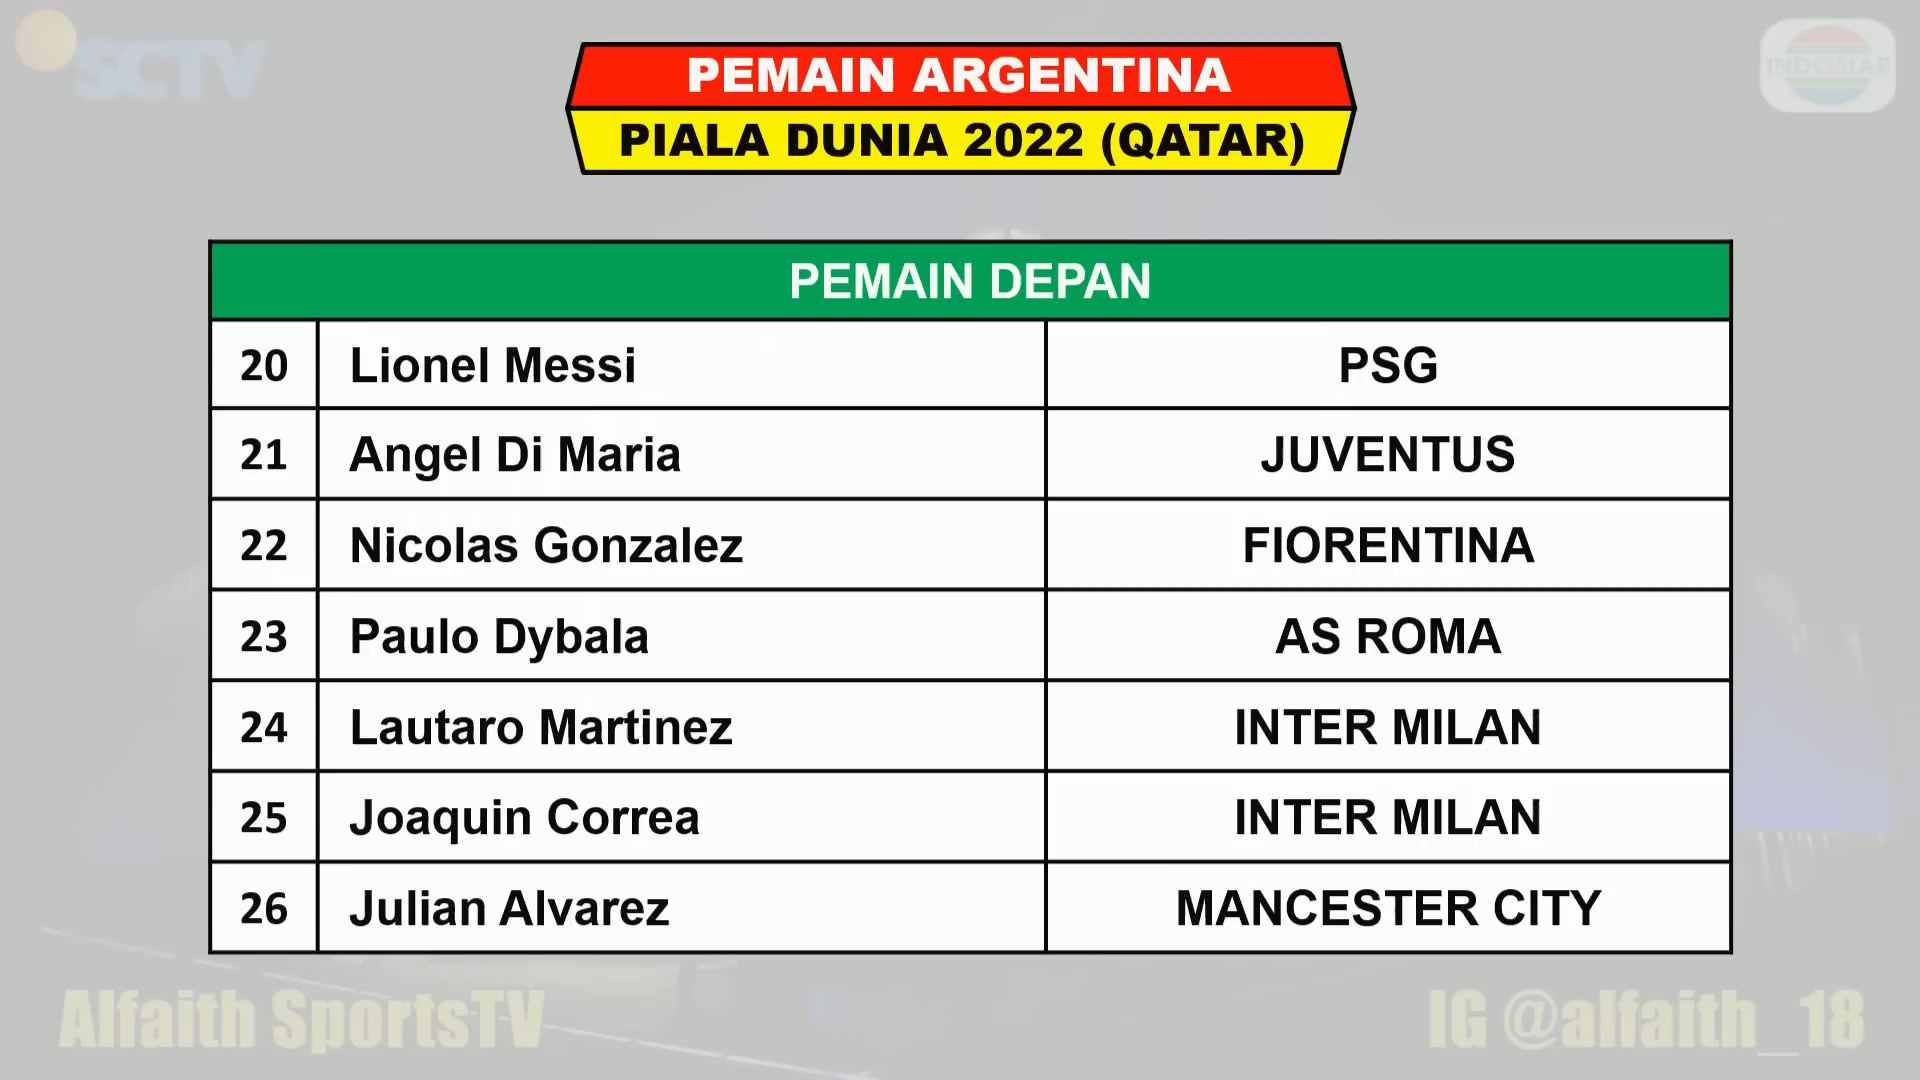 SCTV
INDOSIAR
PEMAIN ARGENTINA
PIALA DUNIA 2022 (QATAR)
PEMAIN DEPAN
20 Lionel Messi PSG
21 Angel Di Maria JUVENTUS
22 Nicolas Gonzalez FIORENTINA
23 Paulo Dybala AS ROMA
24 Lautaro Martinez INTER MILAN
25 Joaquin Correa INTER MILAN
26 Julian Alvarez MANCESTER CITY
Alfaith SportsTV
IG @alfaith_18